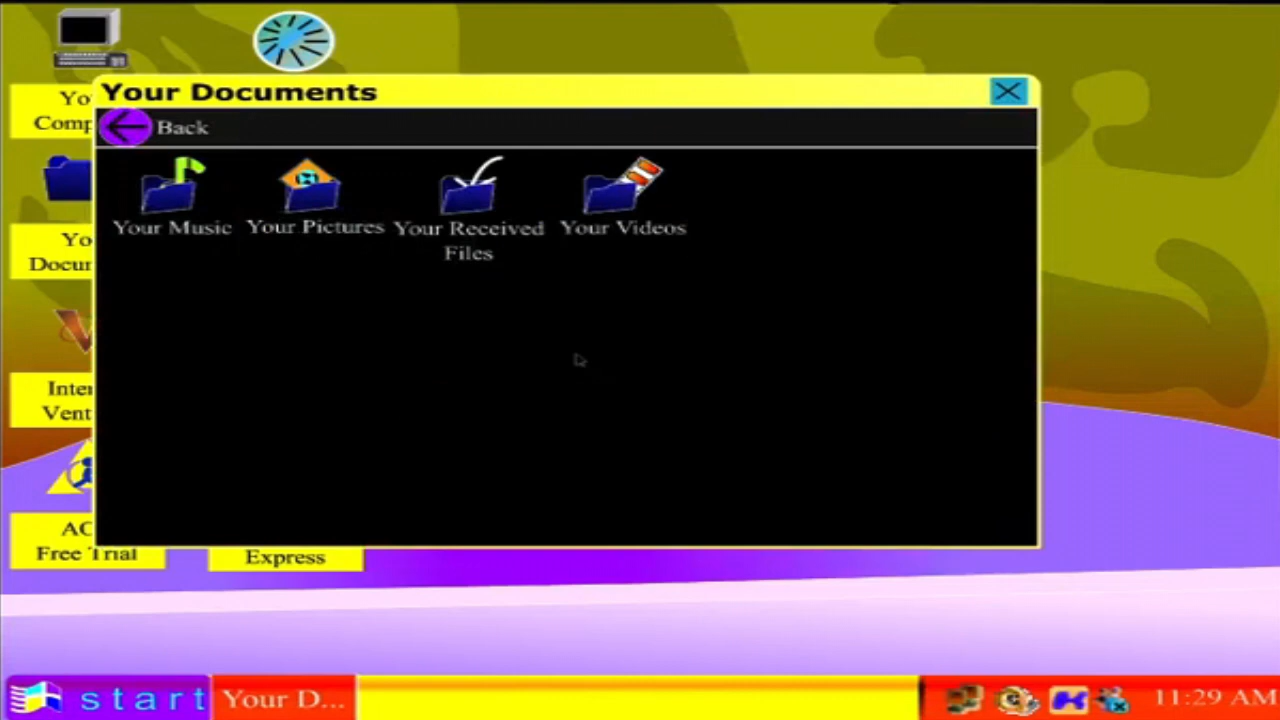 Your Documents
Back
Your Music
Your Pictures
Your Received
Files
Your Videos
Free Trial
Express
start
Your D...
11:29 AM